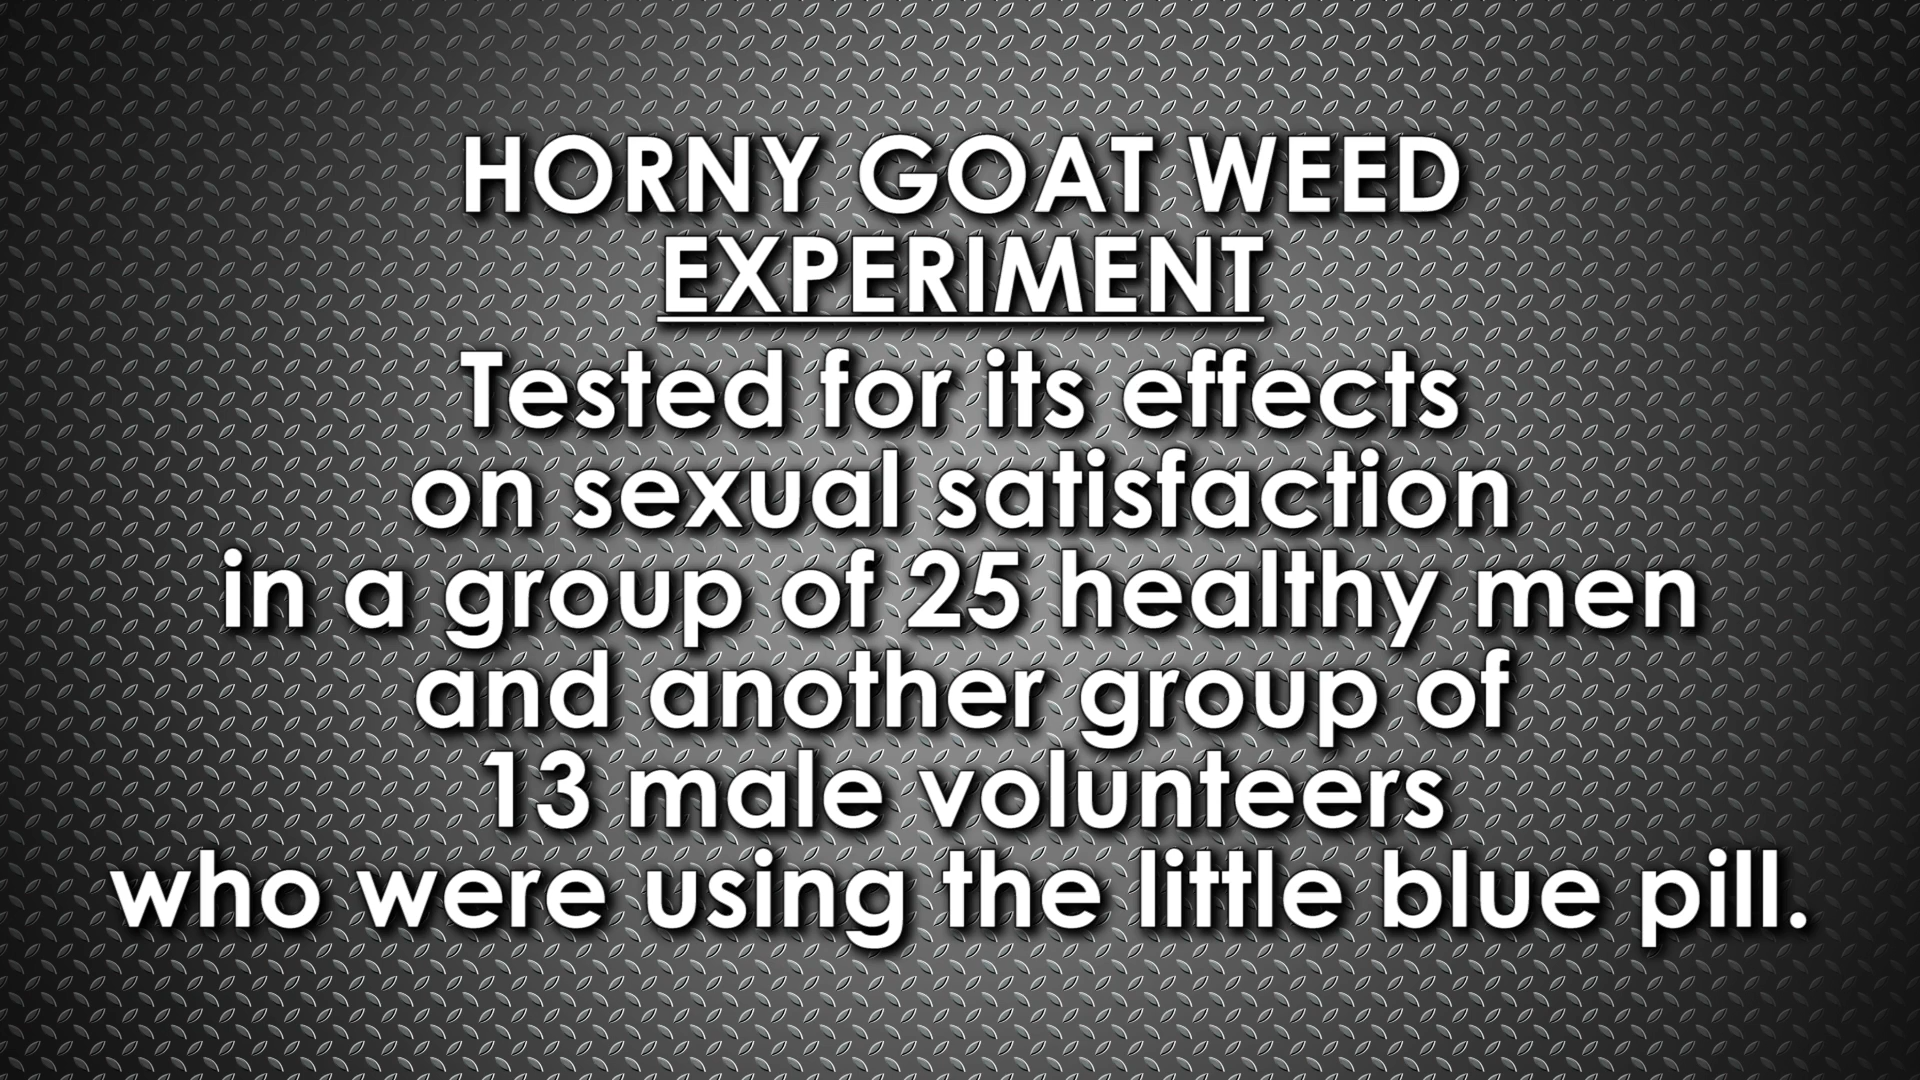 HORNY GOAT WEED
EXPERIMENT
Tested for its effects
on sexual satisfaction
in a group of 25 healthy men
and another group of
13 male volunteers
who were using the little blue pill.